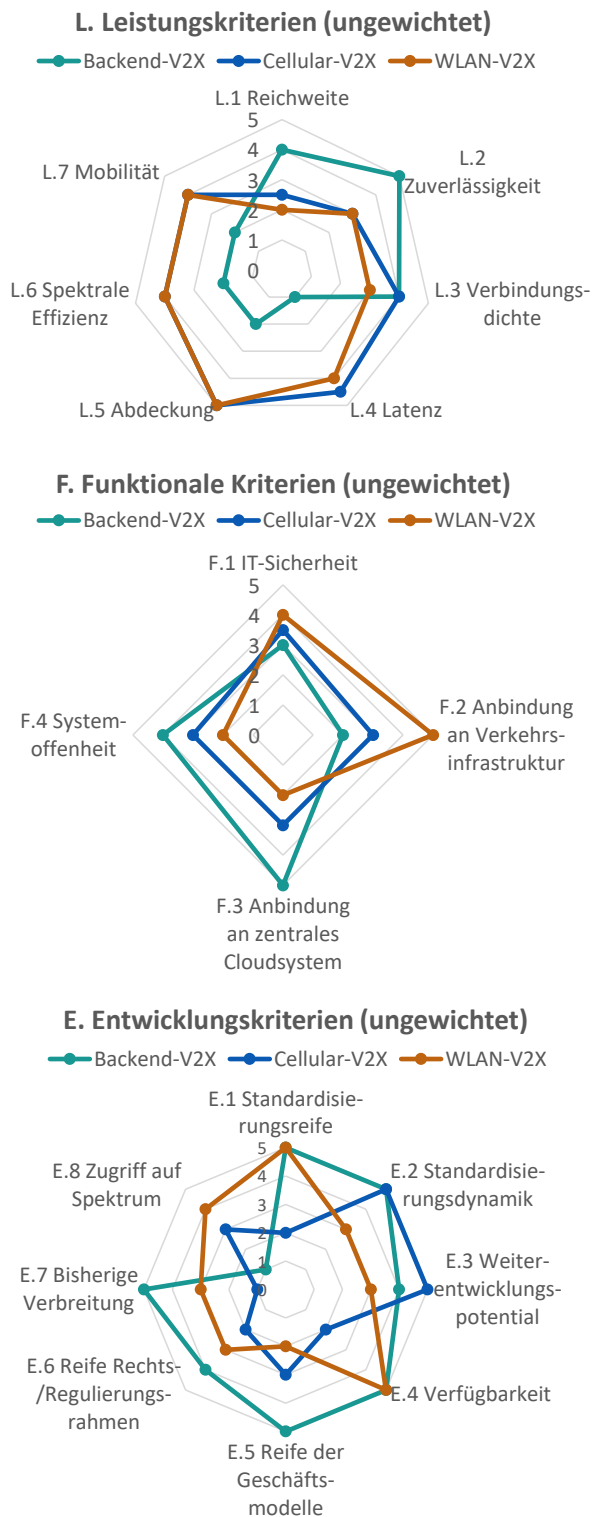 L. Leistungskriterien (ungewichtet)
Backend-V2X Cellular-V2X WLAN-V2X
L.1 Reichweite
5
4
3
2
1
0
L.2
Zuverlässigkeit
L.3 Verbindungs-
dichte
L.4 Latenz
L.5 Abdeckung
L.6 Spektrale
Effizienz
L.7 Mobilität
F. Funktionale Kriterien (ungewichtet)
Backend-V2X Cellular-V2X WLAN-V2X
F.1 IT-Sicherheit
5
4
3
2
1
0
F.2 Anbindung
an Verkehrs-
infrastruktur
F.3 Anbindung
an zentrales
Cloudsystem
F.4 System-
offenheit
E. Entwicklungskriterien (ungewichtet)
Backend-V2X Cellular-V2X WLAN-V2X
E.1 Standardisie-
rungsreife
5
4
3
2
1
0
E.2 Standardisie-
rungsdynamik
E.3 Weiter-
entwicklungs-
potential
E.4 Verfügbarkeit
E.5 Reife der
Geschäfts-
modelle
E.6 Reife Rechts-
/Regulierungs-
rahmen
E.7 Bisherige
Verbreitung
E.8 Zugriff auf
Spektrum